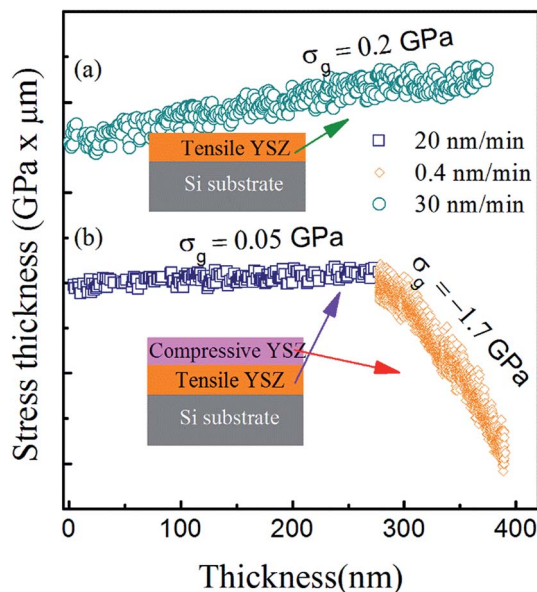 (a)
σg = 0.2 GPa
Tensile YSZ
Si substrate
20 nm/min
0.4 nm/min
30 nm/min
(b)
σg = 0.05 GPa
σg = −1.7 GPa
Compressive YSZ
Tensile YSZ
Si substrate
Stress thickness (GPa x μm)
0 100 200 300 400
Thickness(nm)